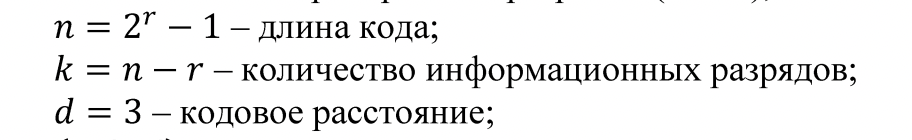 n = 2^r − 1 – длина кода;
k = n − r – количество информационных разрядов;
d = 3 – кодовое расстояние;